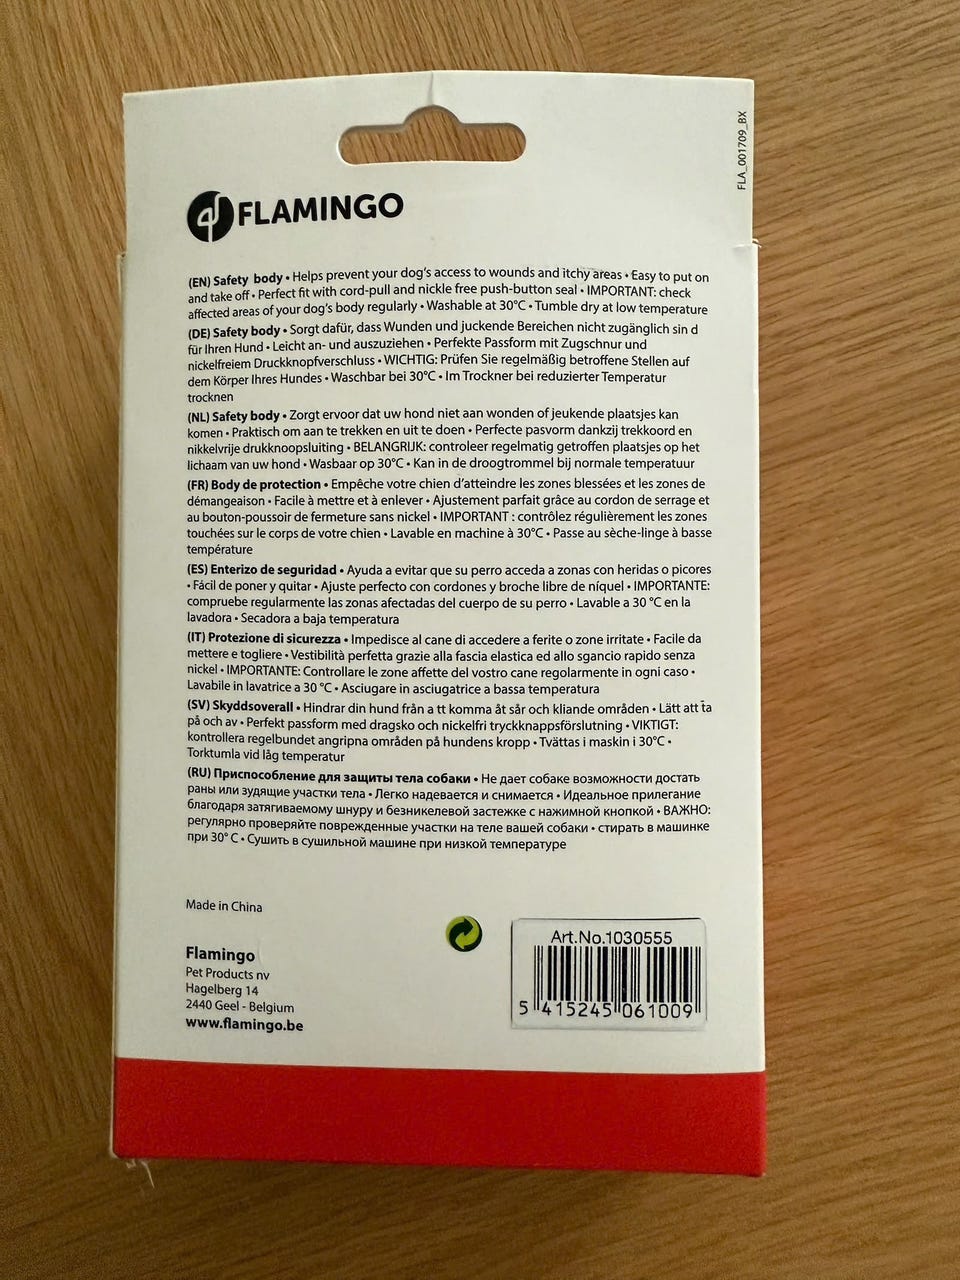 FLA_001709_BX
FLAMINGO
(EN) Safety body • Helps prevent your dog's access to wounds and itchy areas • Easy to put on
and take off • Perfect fit with cord-pull and nickle free push-button seal • IMPORTANT: check
affected areas of your dog's body regularly • Washable at 30°C • Tumble dry at low temperature
(DE) Safety body • Sorgt dafür, dass Wunden und juckende Bereichen nicht zugänglich sin d
für Ihren Hund • Leicht an- und auszuziehen • Perfekte Passform mit Zugschnur und
nickelfreiem Druckknopfverschluss • WICHTIG: Prüfen Sie regelmäßig betroffene Stellen auf
dem Körper Ihres Hundes • Waschbar bei 30°C • Im Trockner bei reduzierter Temperatur
trocknen
(NL) Safety body • Zorgt ervoor dat uw hond niet aan wonden of jeukende plaatsjes kan
komen • Praktisch om aan te trekken en uit te doen • Perfecte pasvorm dankzij trekkoord en
nikkelvrije drukknoopsluiting • BELANGRIJK: controleer regelmatig getroffen plaatsjes op het
lichaam van uw hond • Wasbaar op 30°C • Kan in de droogtrommel bij normale temperatuur
(FR) Body de protection • Empêche votre chien d'atteindre les zones blessées et les zones de
démangeaison • Facile à mettre et à enlever • Ajustement parfait grâce au cordon de serrage et
au bouton-poussoir de fermeture sans nickel • IMPORTANT : contrôlez régulièrement les zones
touchées sur le corps de votre chien • Lavable en machine à 30°C • Passe au sèche-linge à basse
température
(ES) Enterizo de seguridad • Ayuda a evitar que su perro acceda a zonas con heridas o picores
• Fácil de poner y quitar • Ajuste perfecto con cordones y broche libre de níquel • IMPORTANTE:
compruebe regularmente las zonas afectadas del cuerpo de su perro • Lavable a 30 °C en la
lavadora • Secadora a baja temperatura
(IT) Protezione di sicurezza • Impedisce al cane di accedere a ferite o zone irritate • Facile da
mettere e togliere • Vestibilità perfetta grazie alla fascia elastica ed allo sgancio rapido senza
nickel • IMPORTANTE: Controllare le zone affette del vostro cane regolarmente in ogni caso •
Lavabile in lavatrice a 30 °C • Asciugare in asciugatrice a bassa temperatura
(SV) Skyddsoverall • Hindrar din hund från a tt komma åt sår och kliande områden • Lätt att ta
på och av • Perfekt passform med dragsko och nickelfri tryckknappsförslutning • VIKTIGT:
kontrollera regelbundet angripna områden på hundens kropp • Tvättas i maskin i 30°C •
Torktumla vid låg temperatur
(RU) Приспособление для защиты тела собаки • Не дает собаке возможности достать
раны или зудящие участки тела • Легко надевается и снимается • Идеальное прилегание
благодаря затягиваемому шнуру и безникелевой застежке с нажимной кнопкой • ВАЖНО:
регулярно проверяйте поврежденные участки на теле вашей собаки • стирать в машинке
при 30° C • Сушить в сушильной машине при низкой температуре
Made in China
Flamingo
Pet Products nv
Hagelberg 14
2440 Geel - Belgium
www.flamingo.be
Art.No.1030555
5 415245 061009